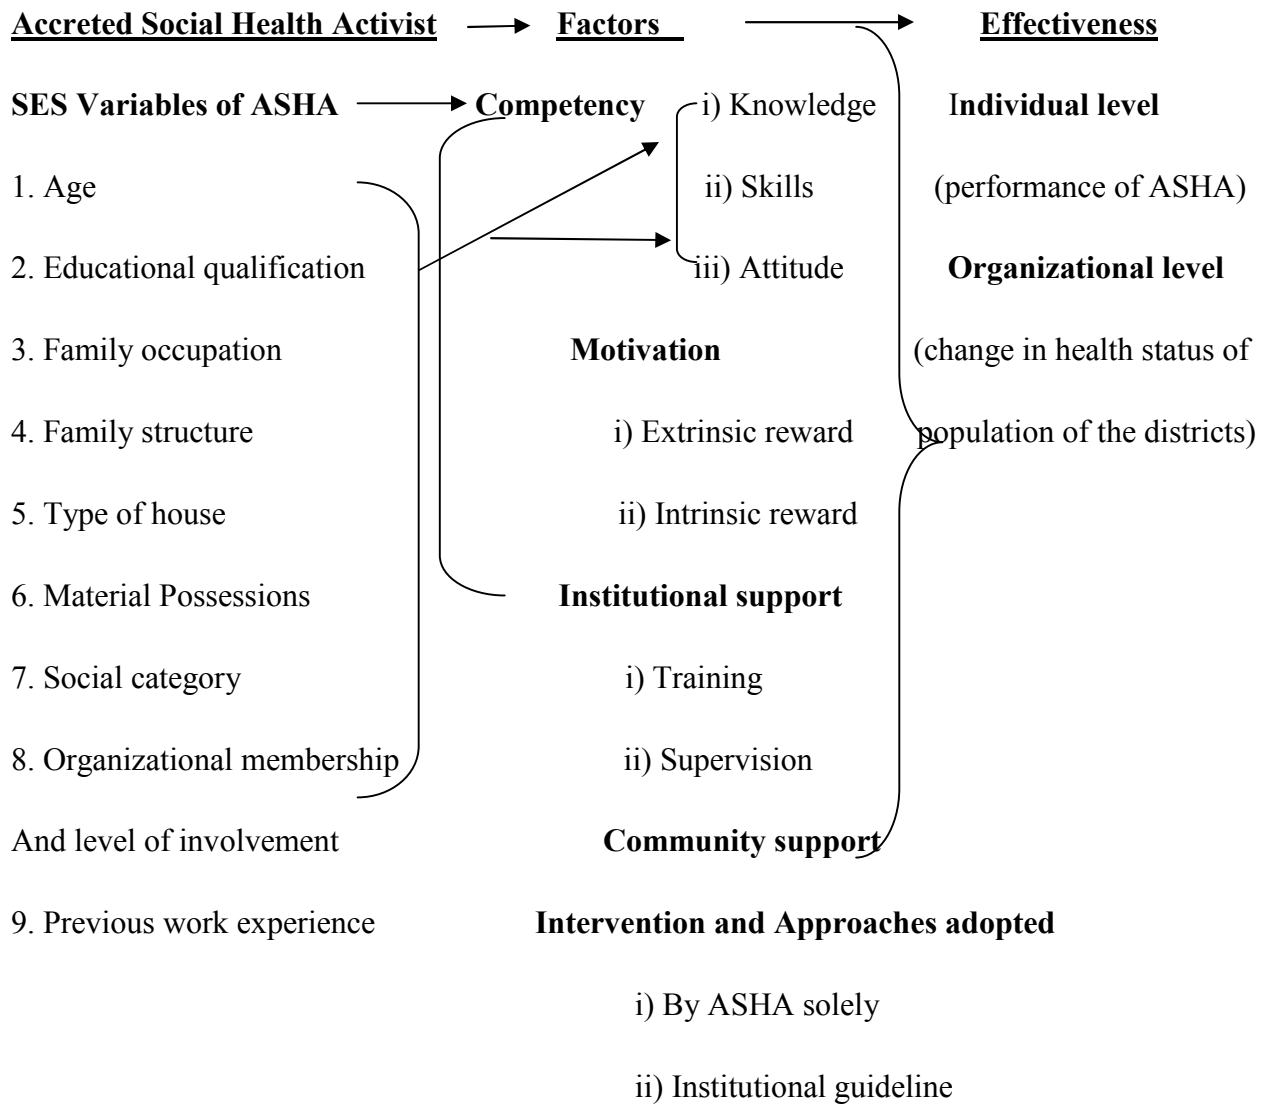 Accreted Social Health Activist Factors Effectiveness
SES Variables of ASHA Competency i) Knowledge Individual level
1. Age ii) Skills (performance of ASHA)
2. Educational qualification iii) Attitude Organizational level
3. Family occupation Motivation (change in health status of
4. Family structure i) Extrinsic reward population of the districts)
5. Type of house ii) Intrinsic reward
6. Material Possessions Institutional support
7. Social category i) Training
8. Organizational membership ii) Supervision
And level of involvement Community support
9. Previous work experience Intervention and Approaches adopted
i) By ASHA solely
ii) Institutional guideline